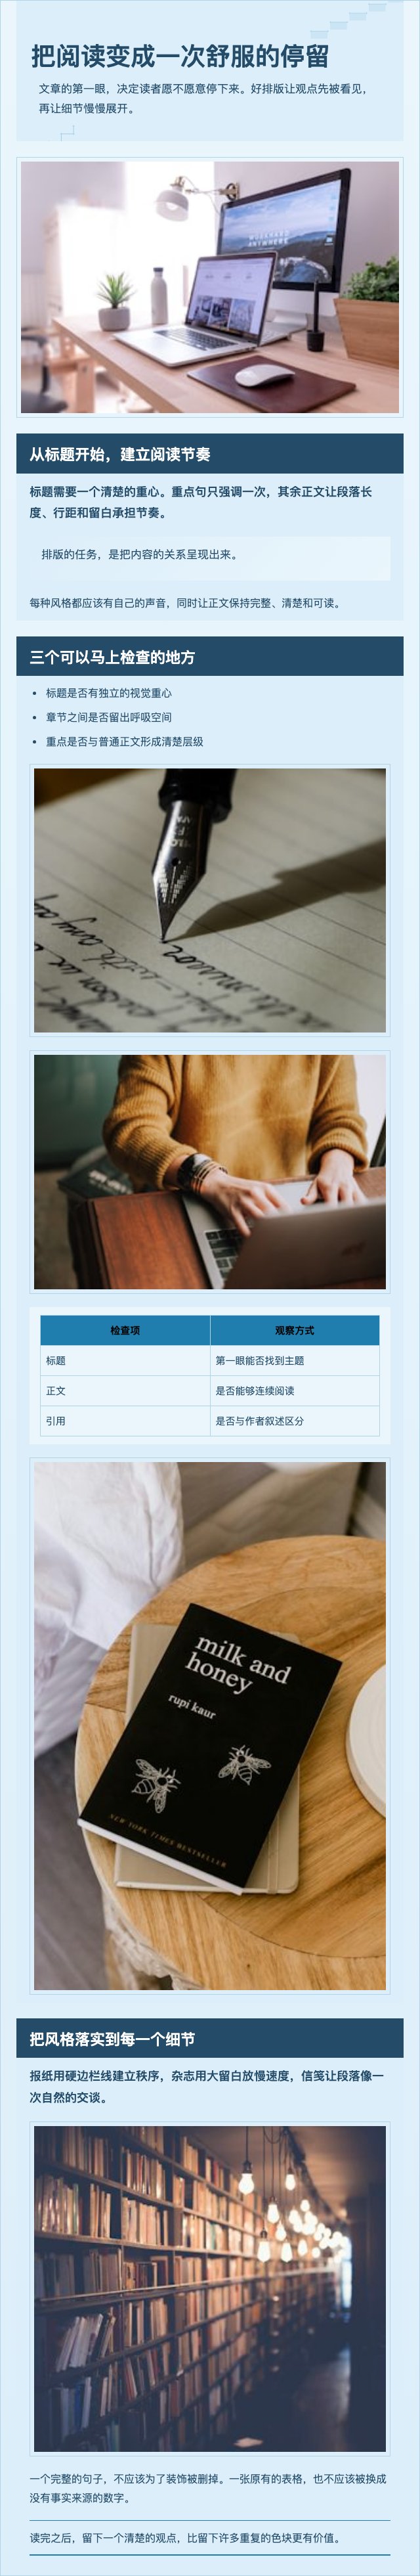 把阅读变成一次舒服的停留
文章的第一眼，决定读者愿不愿意停下来。好排版让观点先被看见，
再让细节慢慢展开。
从标题开始，建立阅读节奏
标题需要一个清楚的重心。重点句只强调一次，其余正文让段落长
度、行距和留白承担节奏。
排版的任务，是把内容的关系呈现出来。
每种风格都应该有自己的声音，同时让正文保持完整、清楚和可读。
三个可以马上检查的地方
• 标题是否有独立的视觉重心
• 章节之间是否留出呼吸空间
• 重点是否与普通正文形成清楚层级
检查项 观察方式
标题 第一眼能否找到主题
正文 是否能够连续阅读
引用 是否与作者叙述区分
milk and
honey
rupi kaur
NEW YORK TIMES BESTSELLER
把风格落实到每一个细节
报纸用硬边栏线建立秩序，杂志用大留白放慢速度，信笺让段落像一
次自然的交谈。
一个完整的句子，不应该为了装饰被删掉。一张原有的表格，也不应该被换成
没有事实来源的数字。
读完之后，留下一个清楚的观点，比留下许多重复的色块更有价值。